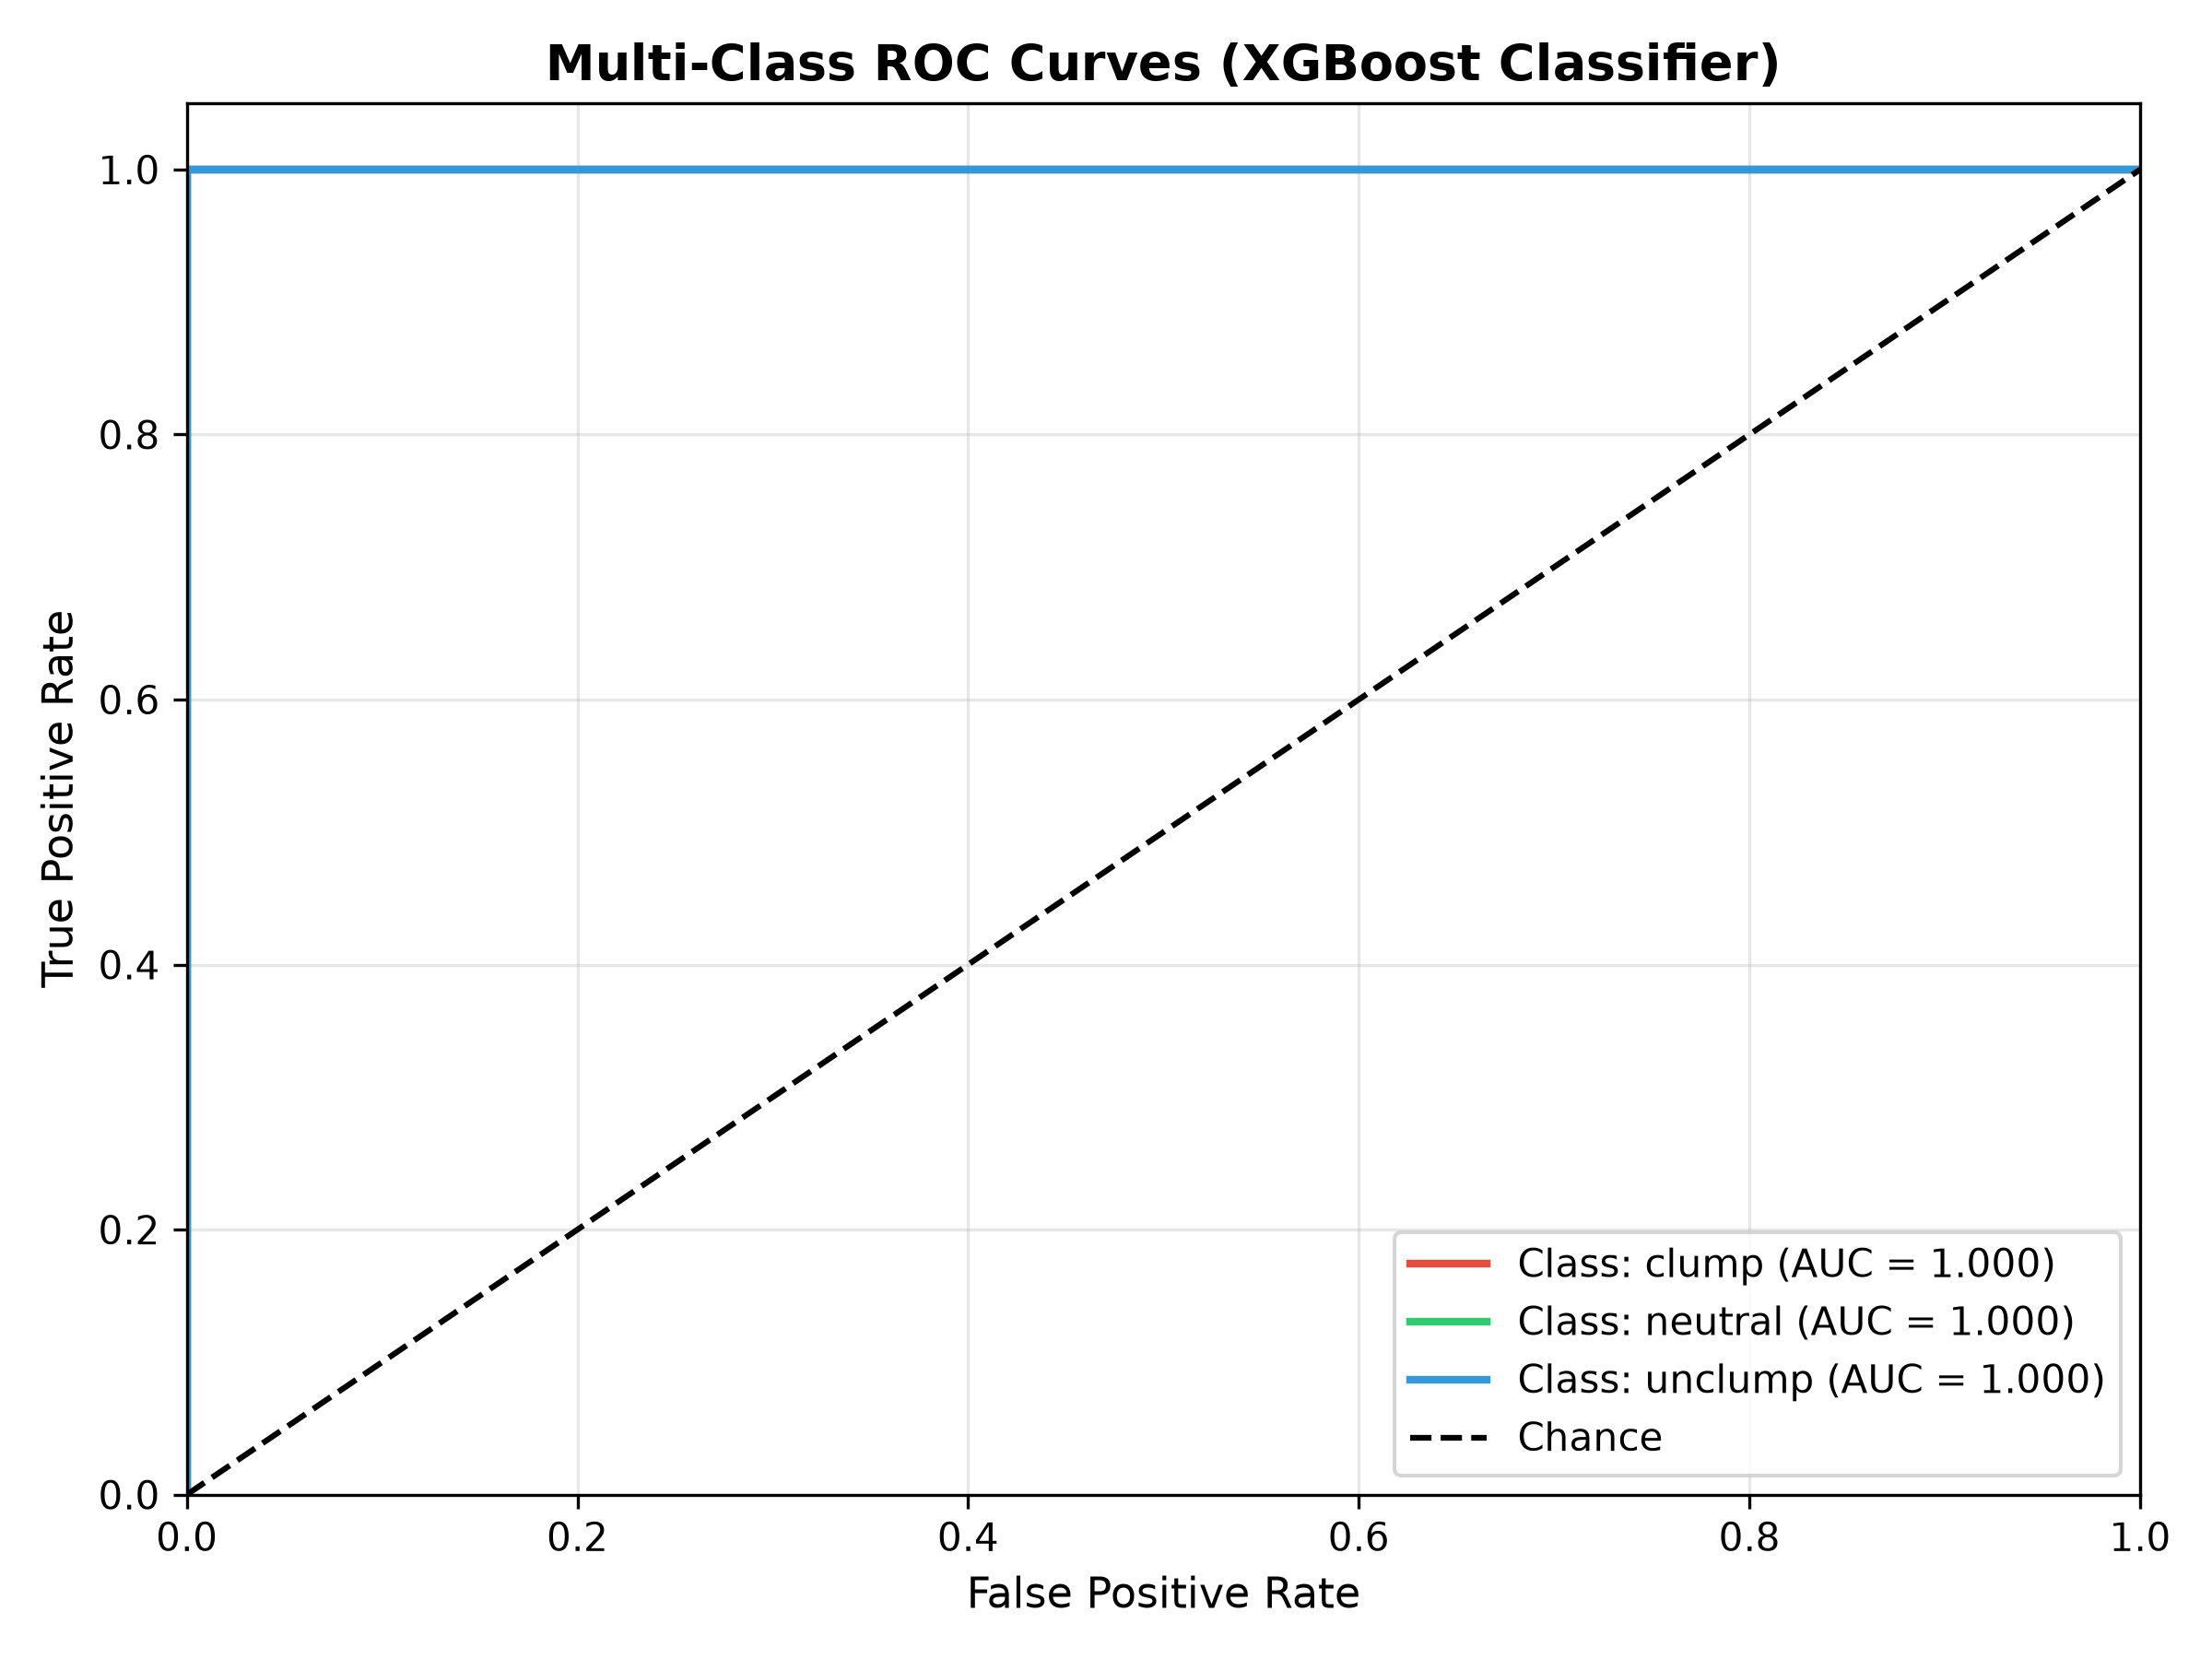 Multi-Class ROC Curves (XGBoost Classifier)
True Positive Rate
1.0
0.8
0.6
0.4
0.2
0.0
0.0 0.2 0.4 0.6 0.8 1.0
False Positive Rate
Class: clump (AUC = 1.000)
Class: neutral (AUC = 1.000)
Class: unclump (AUC = 1.000)
Chance